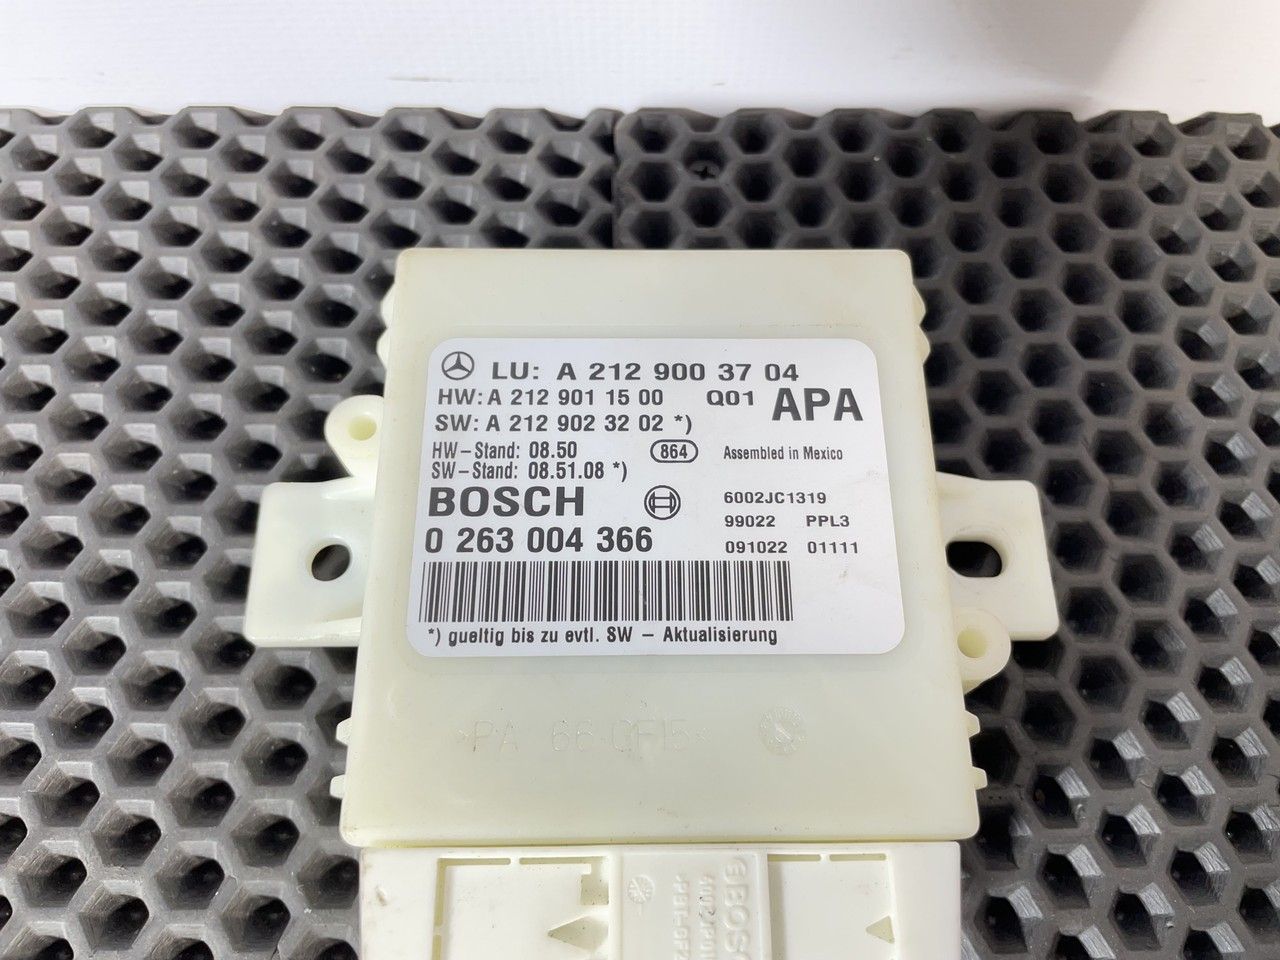 LU: A 212 900 37 04
HW: A 212 901 15 00 Q01 APA
SW: A 212 902 32 02 *)
HW-Stand: 08.50 864 Assembled in Mexico
SW-Stand: 08.51.08 *)
BOSCH 6002JC1319
99022 PPL3
0 263 004 366 091022 01111
*) gueltig bis zu evtl. SW - Aktualisierung
>PA 66 GF15<
BOSCH